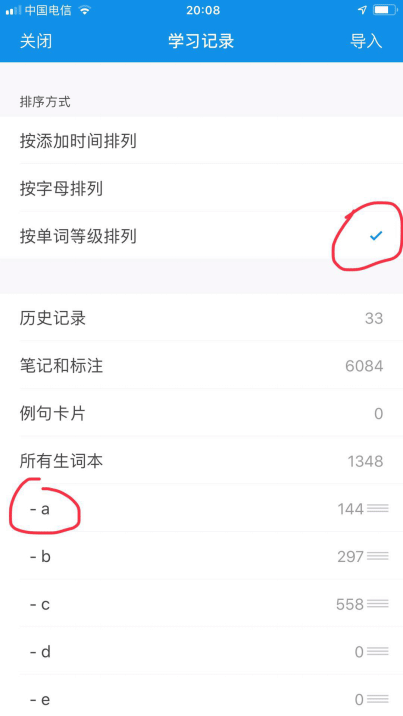 中国电信 20:08
关闭 学习记录 导入
排序方式
按添加时间排列
按字母排列
按单词等级排列
历史记录 33
笔记和标注 6084
例句卡片 0
所有生词本 1348
- a 144
- b 297
- c 558
- d 0
- e 0